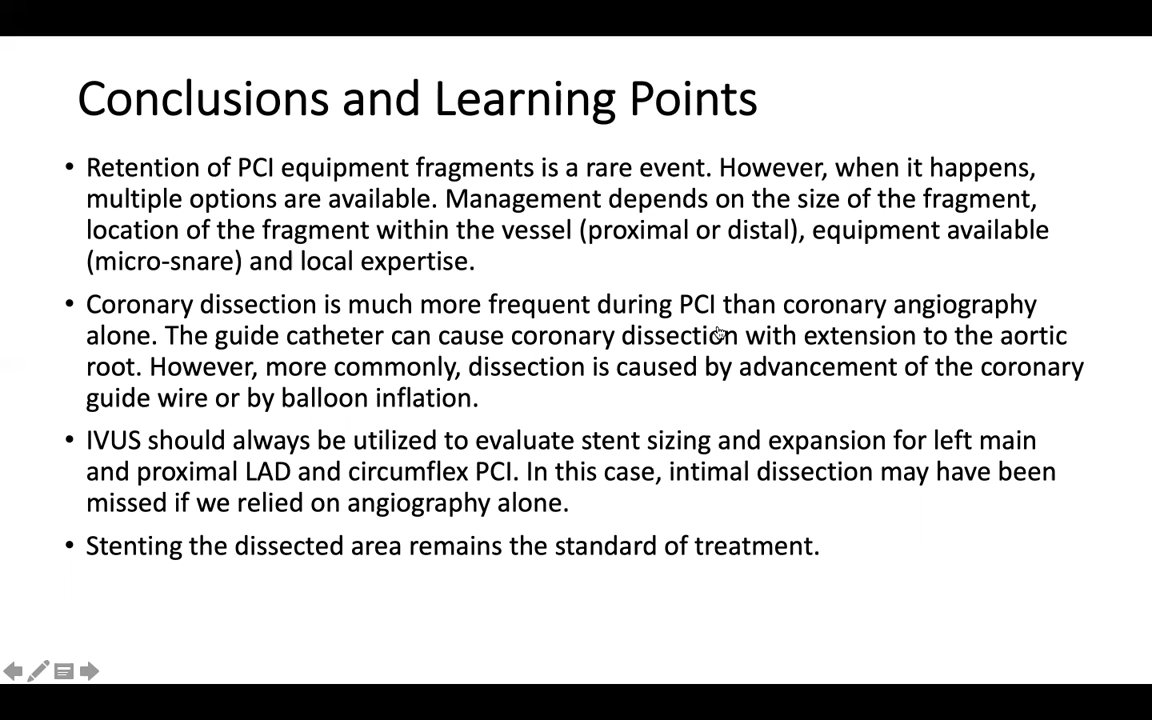 Conclusions and Learning Points
• Retention of PCI equipment fragments is a rare event. However, when it happens,
multiple options are available. Management depends on the size of the fragment,
location of the fragment within the vessel (proximal or distal), equipment available
(micro-snare) and local expertise.
• Coronary dissection is much more frequent during PCI than coronary angiography
alone. The guide catheter can cause coronary dissection with extension to the aortic
root. However, more commonly, dissection is caused by advancement of the coronary
guide wire or by balloon inflation.
• IVUS should always be utilized to evaluate stent sizing and expansion for left main
and proximal LAD and circumflex PCI. In this case, intimal dissection may have been
missed if we relied on angiography alone.
• Stenting the dissected area remains the standard of treatment.